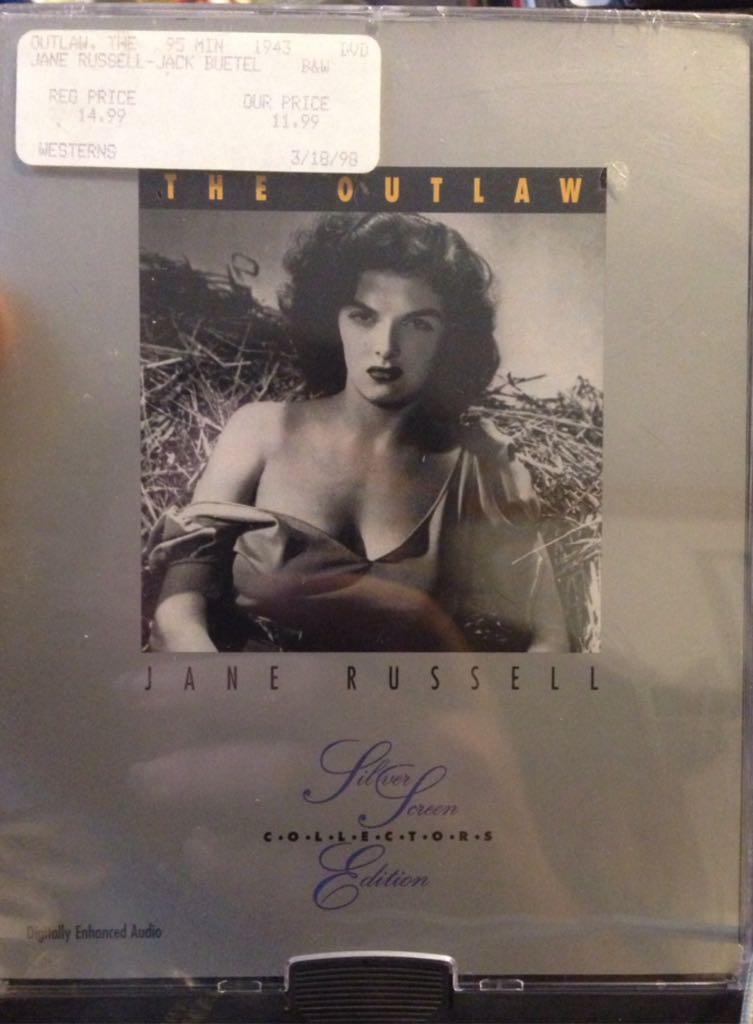 OUTLAW, THE 95 MIN 1943 DVD
JANE RUSSELL-JACK BUETEL B&W
REG PRICE OUR PRICE
14.99 11.99
WESTERNS 3/18/98
THE OUTLAW
JANE RUSSELL
Silver
Screen
C•O•L•L•E•C•T•O•R•S
Edition
Digitally Enhanced Audio